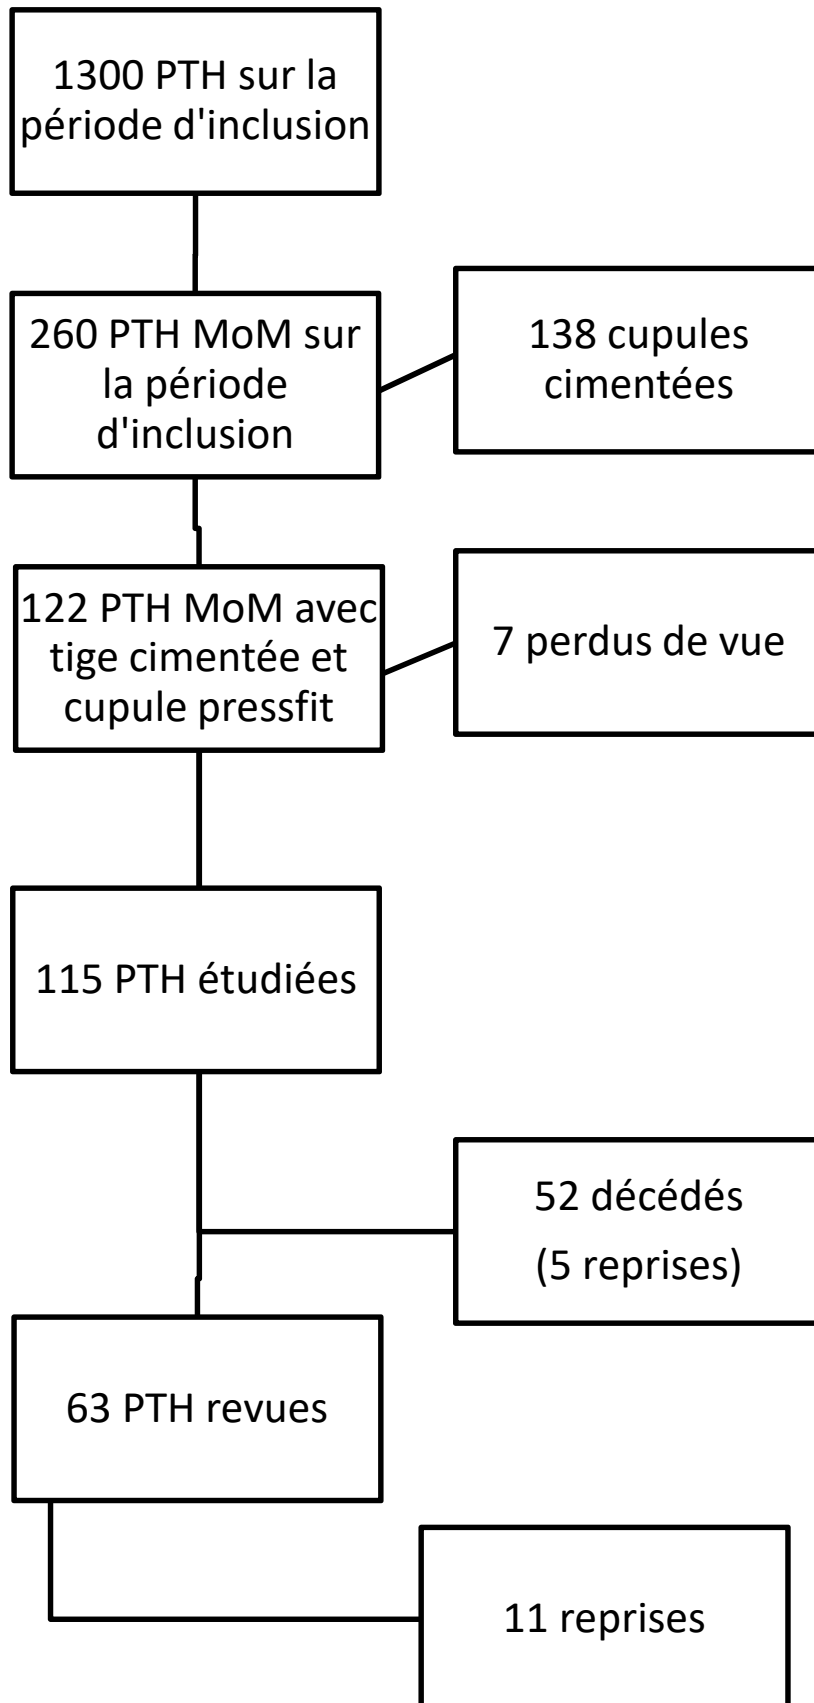 1300 PTH sur la
période d'inclusion
260 PTH MoM sur
la période
d'inclusion
138 cupules
cimentées
122 PTH MoM avec
tige cimentée et
cupule pressfit
7 perdus de vue
115 PTH étudiées
52 décédés
(5 reprises)
63 PTH revues
11 reprises